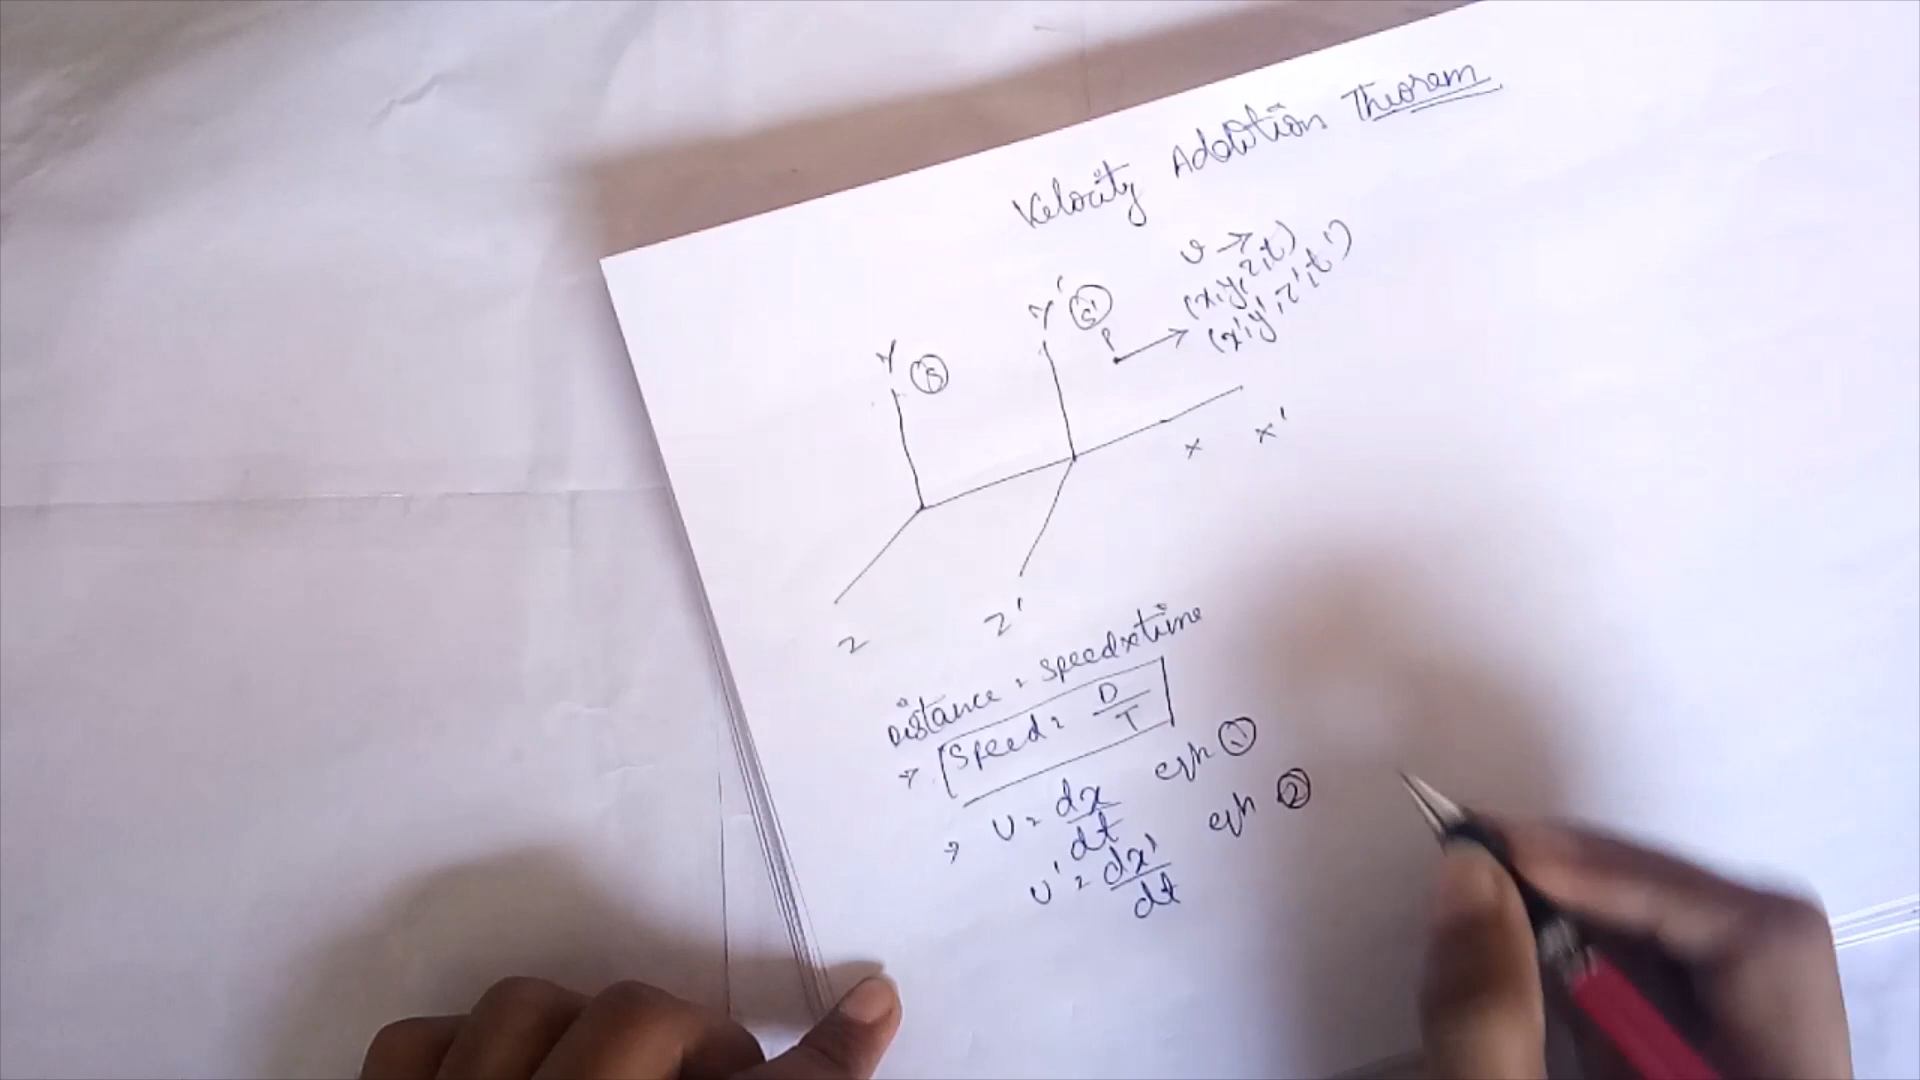 Velocity Addition Theorem
v →
(x,y,z,t)
(x',y',z',t')
Y' S'
P
Y S
X X'
Z Z'
Distance = speed×time
⇒ Speed = D/T
⇒ u = dx/dt eqn 1
u' = dx'/dt eqn 2